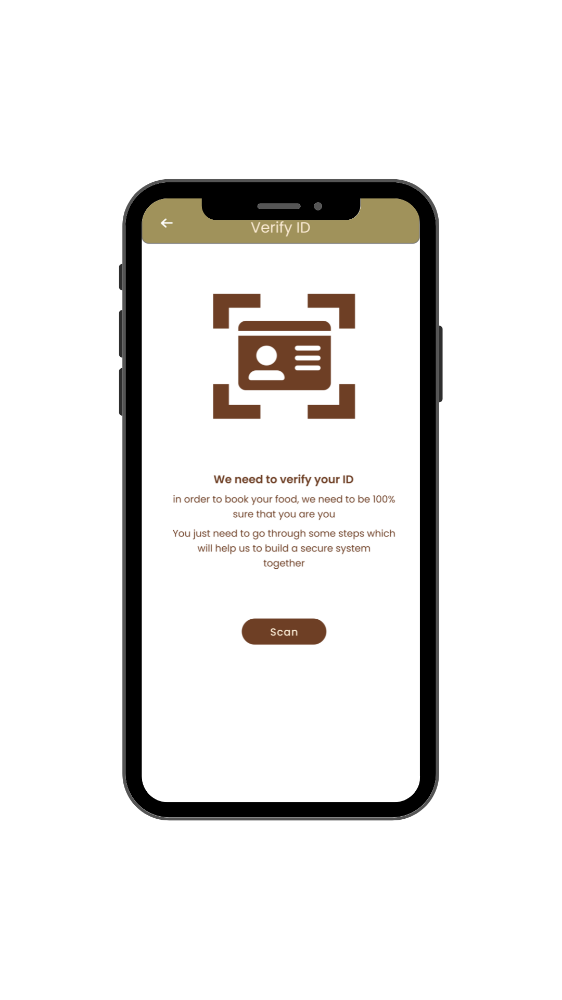 Verify ID
We need to verify your ID
in order to book your food, we need to be 100%
sure that you are you
You just need to go through some steps which
will help us to build a secure system
together
Scan